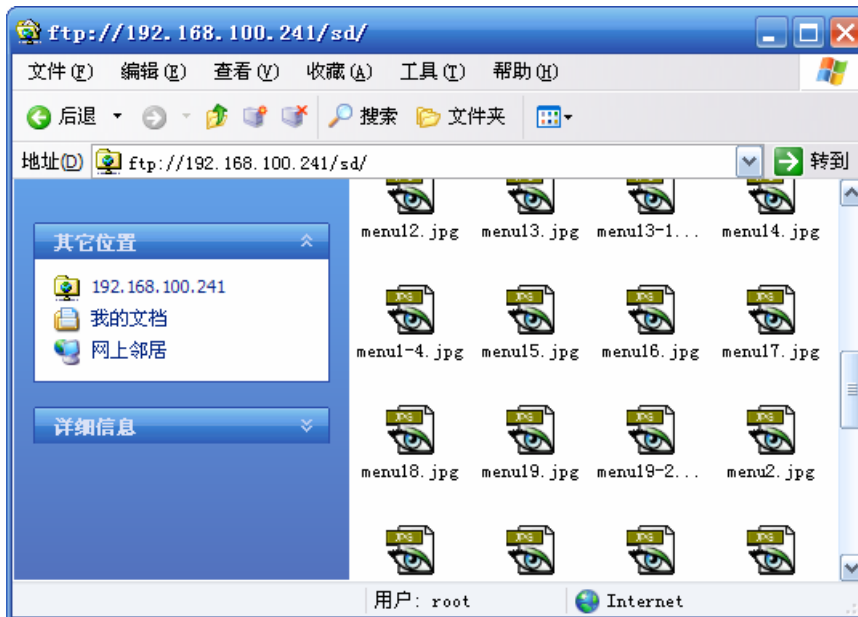 ftp://192.168.100.241/sd/
文件(F) 编辑(E) 查看(V) 收藏(A) 工具(T) 帮助(H)
后退 搜索 文件夹
地址(D) ftp://192.168.100.241/sd/ 转到
其它位置
192.168.100.241
我的文档
网上邻居
详细信息
menu12.jpg menu13.jpg menu13-1... menu14.jpg
menu1-4.jpg menu15.jpg menu16.jpg menu17.jpg
menu18.jpg menu19.jpg menu19-2... menu2.jpg
用户: root Internet